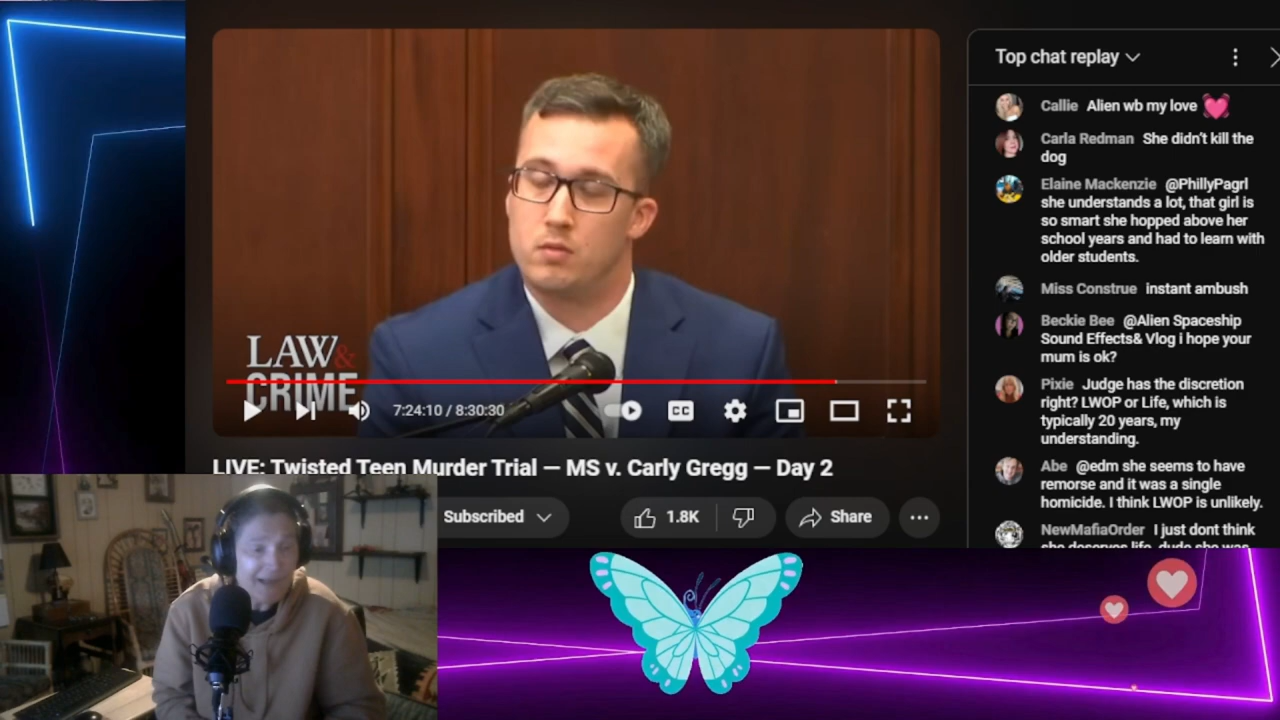 LAW&
CRIME
7:24:10 / 8:30:30
CC
LIVE: Twisted Teen Murder Trial — MS v. Carly Gregg — Day 2
Subscribed
1.8K
Share
Top chat replay
Callie Alien wb my love
Carla Redman She didn't kill the
dog
Elaine Mackenzie @PhillyPagrl
she understands a lot, that girl is
so smart she hopped above her
school years and had to learn with
older students.
Miss Construe instant ambush
Beckie Bee @Alien Spaceship
Sound Effects& Vlog i hope your
mum is ok?
Pixie Judge has the discretion
right? LWOP or Life, which is
typically 20 years, my
understanding.
Abe @edm she seems to have
remorse and it was a single
homicide. I think LWOP is unlikely.
NewMafiaOrder I just dont think
she deserves life, dude she was